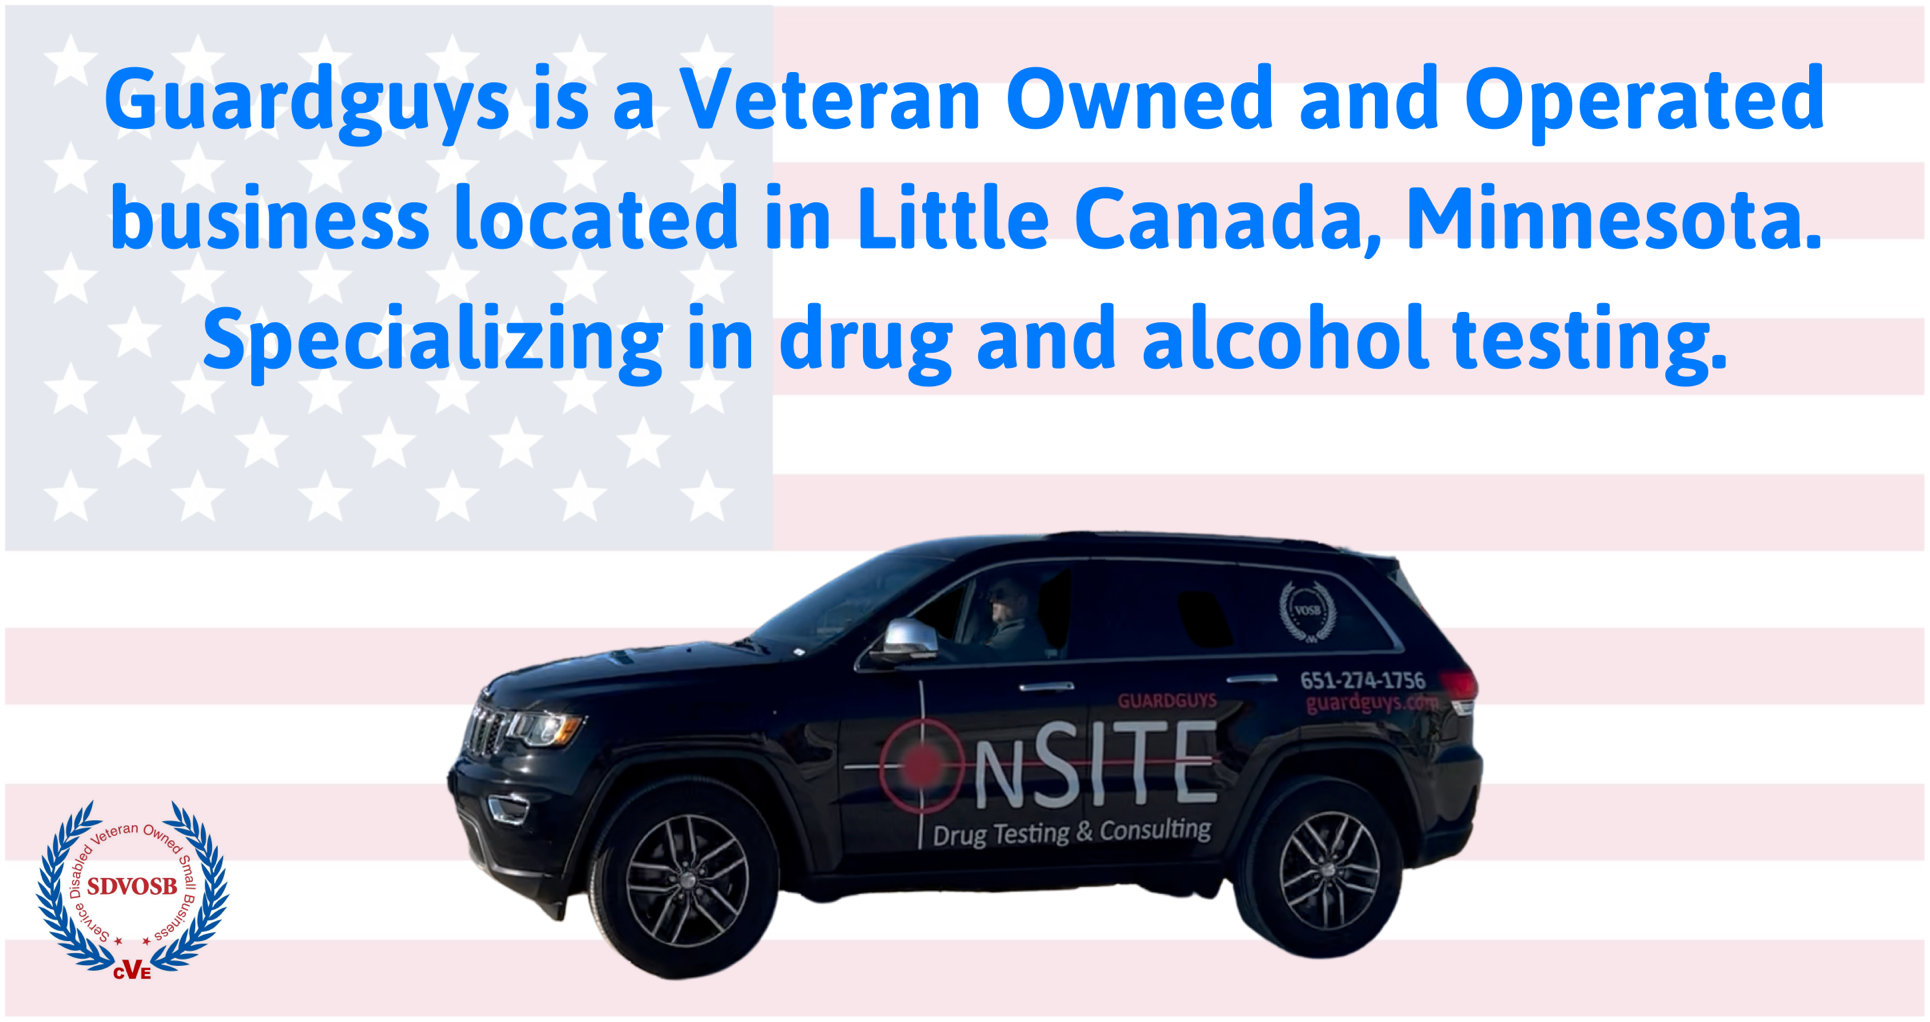 Guardguys is a Veteran Owned and Operated
business located in Little Canada, Minnesota.
Specializing in drug and alcohol testing.
VOSB
651-274-1756
guardguys.com
GUARDGUYS
ONSITE
Drug Testing & Consulting
Service Disabled Veteran Owned Small Business
SDVOSB
CVE